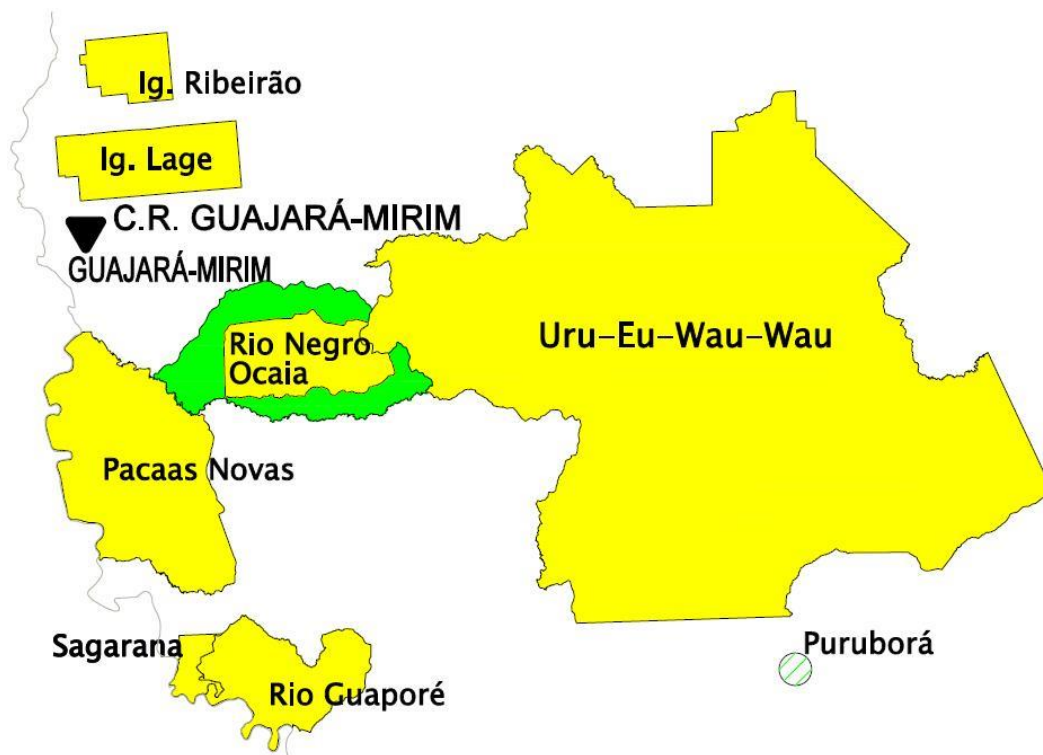 Ig. Ribeirão
Ig. Lage
C.R. GUAJARÁ-MIRIM
GUAJARÁ-MIRIM
Rio Negro
Ocaia
Uru-Eu-Wau-Wau
Pacaas Novas
Sagarana
Puruborá
Rio Guaporé